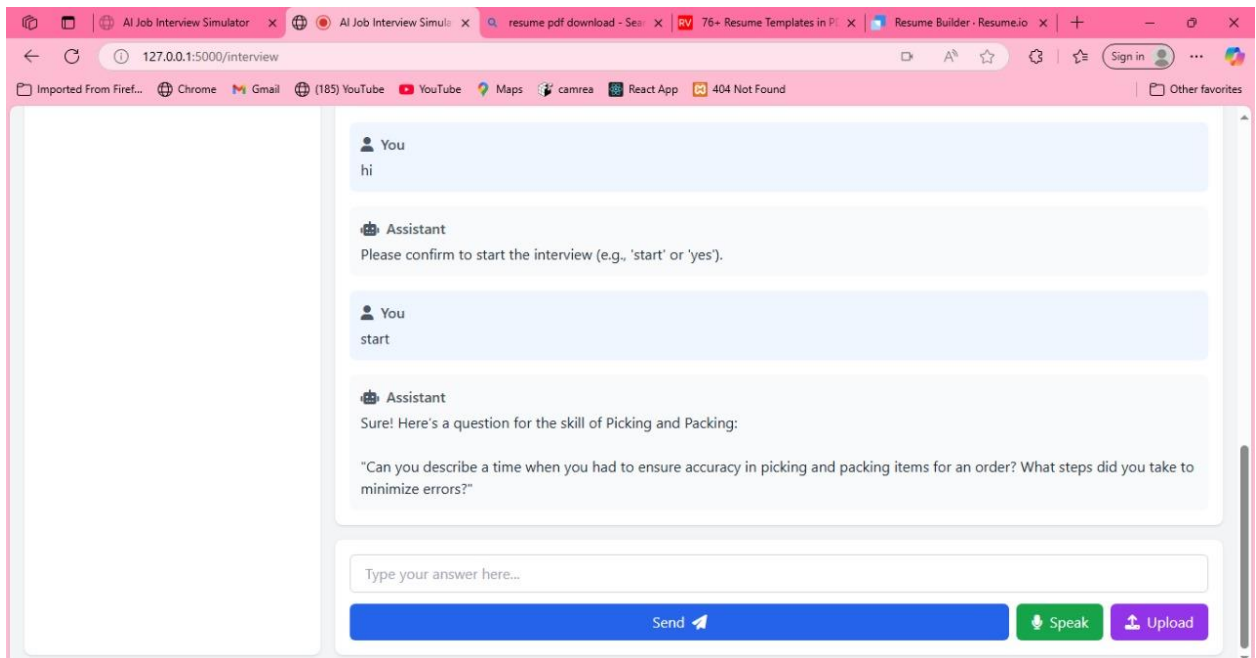 AI Job Interview Simulator
AI Job Interview Simula
resume pdf download - Sear
RV 76+ Resume Templates in P
Resume Builder · Resume.io
127.0.0.1:5000/interview
Sign in
Imported From Firef...
Chrome
Gmail
(185) YouTube
YouTube
Maps
camrea
React App
404 Not Found
Other favorites
You
hi
Assistant
Please confirm to start the interview (e.g., 'start' or 'yes').
You
start
Assistant
Sure! Here's a question for the skill of Picking and Packing:
"Can you describe a time when you had to ensure accuracy in picking and packing items for an order? What steps did you take to
minimize errors?"
Type your answer here...
Send
Speak
Upload